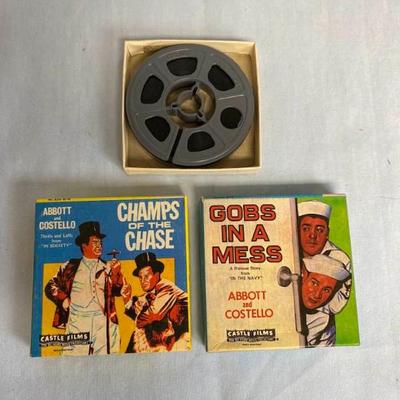 ABBOTT
and
COSTELLO
Thrills and Laffs
from
"IN SOCIETY"
CHAMPS
OF THE
CHASE
CASTLE FILMS
GOBS
IN A
MESS
A Riotous Story
from
"IN THE NAVY"
ABBOTT
and
COSTELLO
CASTLE FILMS